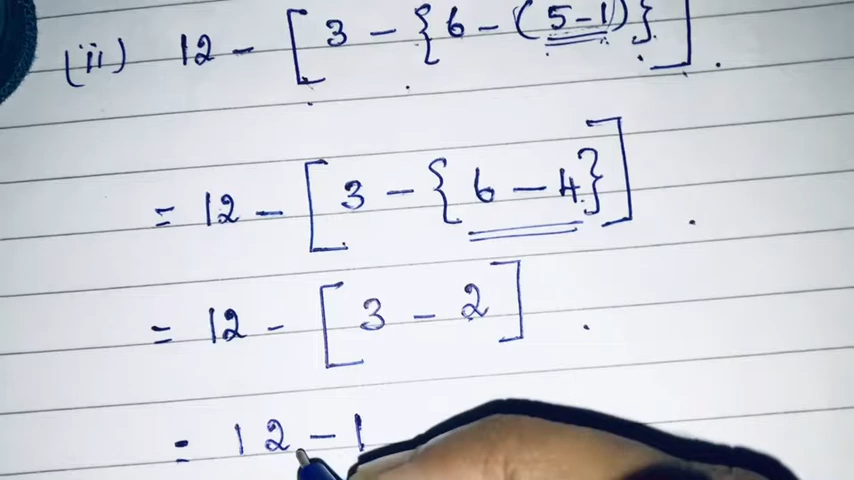 (ii) 12 - [3 - {6 - (5-1)}].
= 12 - [3 - {6 - 4}].
= 12 - [3 - 2].
= 12 - 1